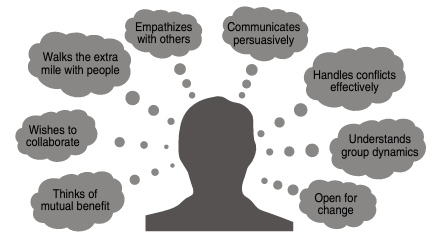 Empathizes
with others
Communicates
persuasively
Walks the extra
mile with people
Handles conflicts
effectively
Wishes to
collaborate
Understands
group dynamics
Thinks of
mutual benefit
Open for
change